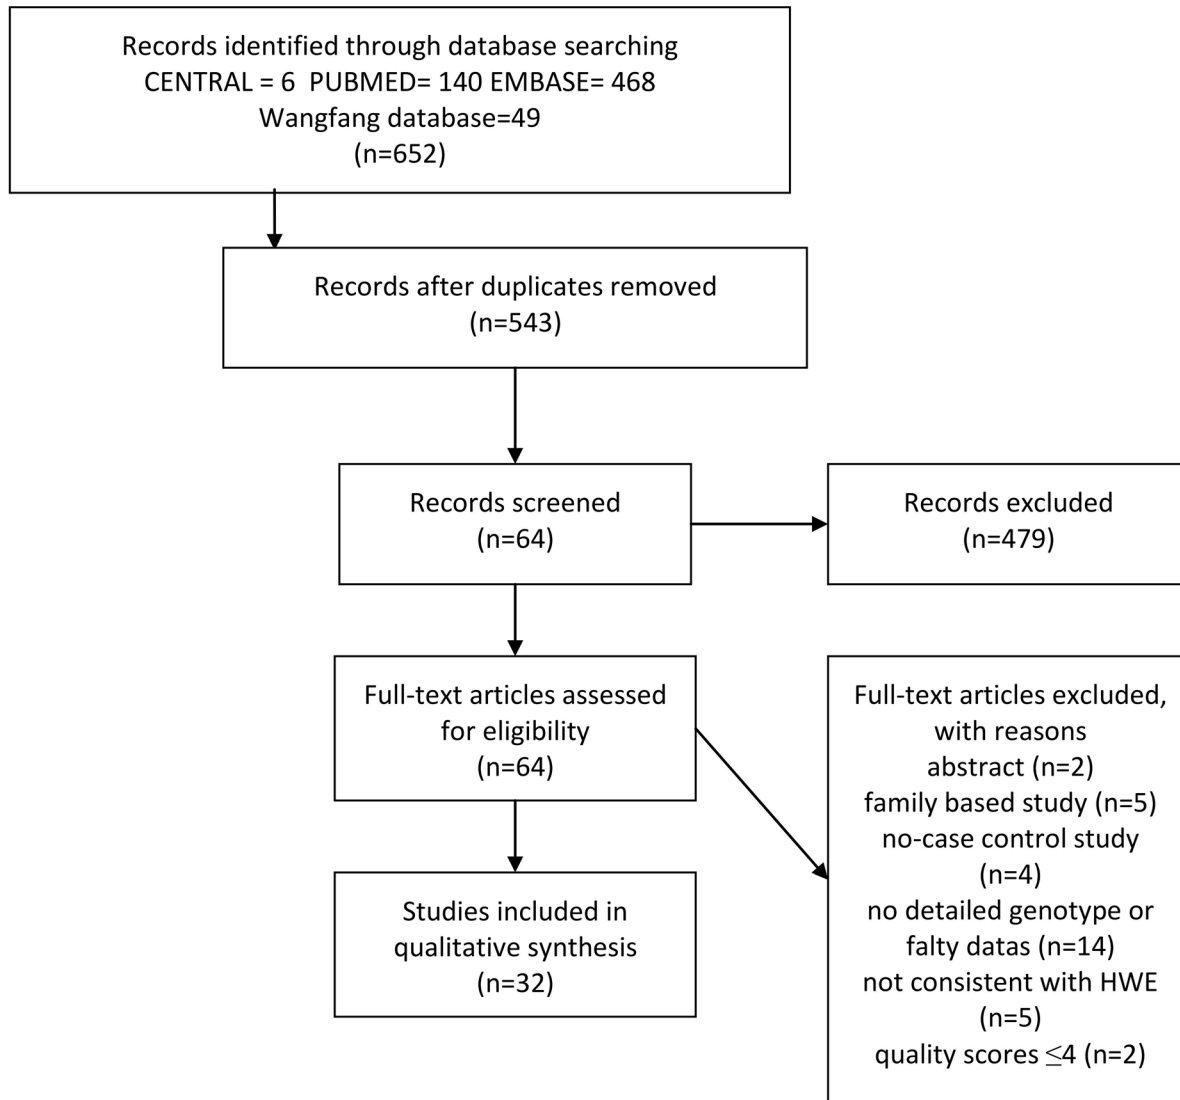 Records identified through database searching
CENTRAL = 6  PUBMED= 140 EMBASE= 468
Wangfang database=49
(n=652)
Records after duplicates removed
(n=543)
Records screened
(n=64)
Records excluded
(n=479)
Full-text articles assessed
for eligibility
(n=64)
Full-text articles excluded,
with reasons
abstract (n=2)
family based study (n=5)
no-case control study
(n=4)
no detailed genotype or
falty datas (n=14)
not consistent with HWE
(n=5)
quality scores ≤4 (n=2)
Studies included in
qualitative synthesis
(n=32)